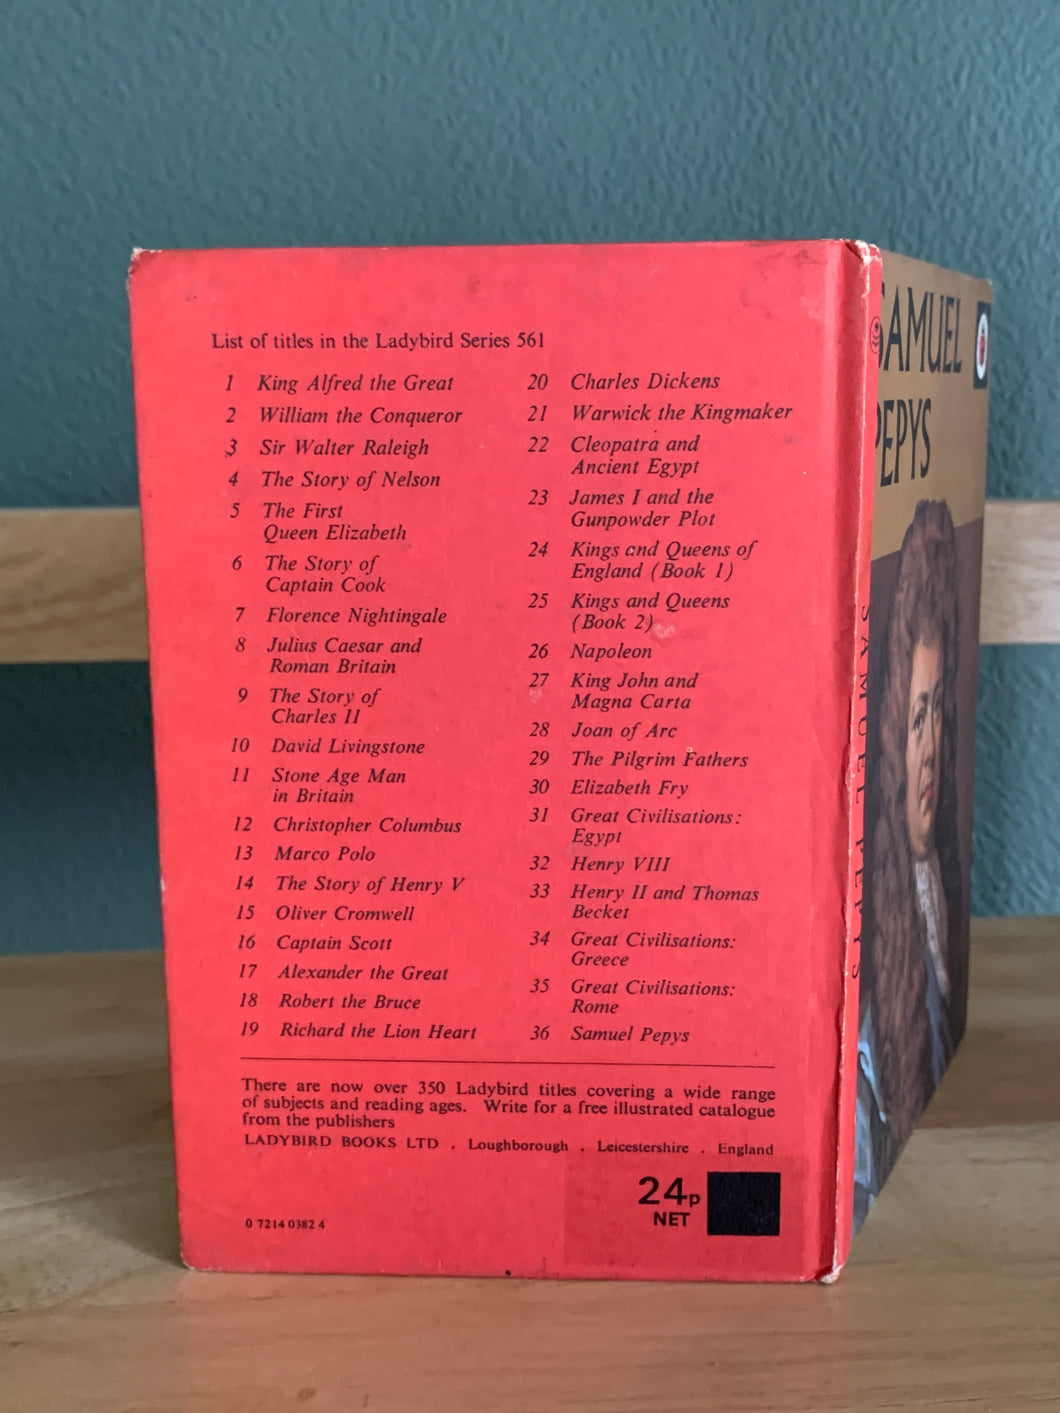 List of titles in the Ladybird Series 561
1 King Alfred the Great
2 William the Conqueror
3 Sir Walter Raleigh
4 The Story of Nelson
5 The First
Queen Elizabeth
6 The Story of
Captain Cook
7 Florence Nightingale
8 Julius Caesar and
Roman Britain
9 The Story of
Charles II
10 David Livingstone
11 Stone Age Man
in Britain
12 Christopher Columbus
13 Marco Polo
14 The Story of Henry V
15 Oliver Cromwell
16 Captain Scott
17 Alexander the Great
18 Robert the Bruce
19 Richard the Lion Heart
20 Charles Dickens
21 Warwick the Kingmaker
22 Cleopatra and
Ancient Egypt
23 James I and the
Gunpowder Plot
24 Kings and Queens of
England (Book 1)
25 Kings and Queens
(Book 2)
26 Napoleon
27 King John and
Magna Carta
28 Joan of Arc
29 The Pilgrim Fathers
30 Elizabeth Fry
31 Great Civilisations:
Egypt
32 Henry VIII
33 Henry II and Thomas
Becket
34 Great Civilisations:
Greece
35 Great Civilisations:
Rome
36 Samuel Pepys
There are now over 350 Ladybird titles covering a wide range
of subjects and reading ages. Write for a free illustrated catalogue
from the publishers
LADYBIRD BOOKS LTD . Loughborough . Leicestershire . England
24p
NET
0 7214 0382 4
SAMUEL PEPYS
SAMUEL
PEPYS